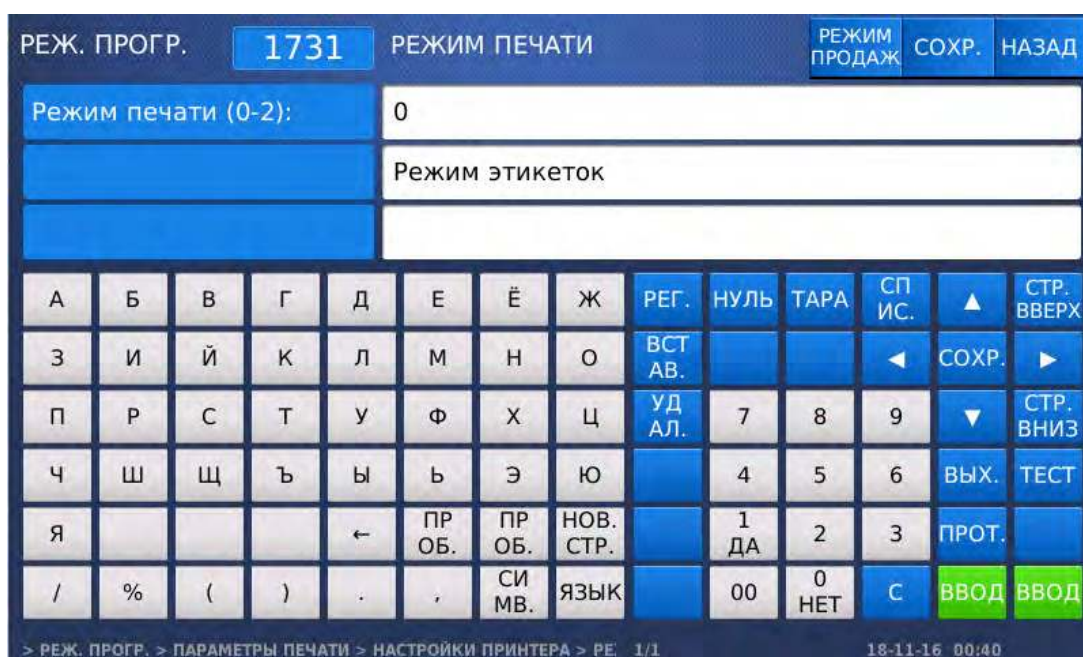 РЕЖ. ПРОГР. 1731 РЕЖИМ ПЕЧАТИ РЕЖИМ ПРОДАЖ СОХР. НАЗАД
Режим печати (0-2): 0
Режим этикеток
А Б В Г Д Е Ё Ж РЕГ. НУЛЬ ТАРА СП ИС. ▲ СТР. ВВЕРХ
З И Й К Л М Н О ВСТ АВ. ◀ СОХР. ▶
П Р С Т У Ф Х Ц УД АЛ. 7 8 9 ▼ СТР. ВНИЗ
Ч Ш Щ Ъ Ы Ь Э Ю 4 5 6 ВЫХ. ТЕСТ
Я ← ПР ОБ. ПР ОБ. НОВ. СТР. 1 ДА 2 3 ПРОТ.
/ % ( ) . , СИ МВ. ЯЗЫК 00 0 НЕТ С ВВОД ВВОД
> РЕЖ. ПРОГР. > ПАРАМЕТРЫ ПЕЧАТИ > НАСТРОЙКИ ПРИНТЕРА > РЕ. 1/1 18-11-16 00:40